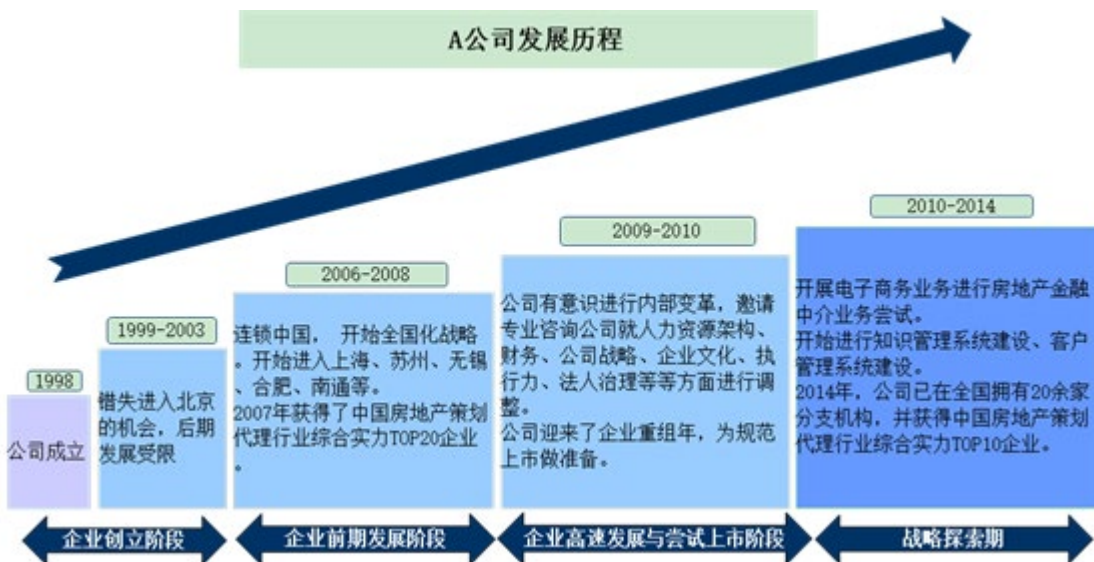 A公司发展历程
1998
公司成立
1999-2003
错失进入北京
的机会，后期
发展受限
2006-2008
连锁中国， 开始全国化战略
。开始进入上海、苏州、无锡
、合肥、南通等。
2007年获得了中国房地产策划
代理行业综合实力TOP20企业
。
2009-2010
公司有意识进行内部变革，邀请
专业咨询公司就人力资源架构、
财务、公司战略、企业文化、执
行力、法人治理等等方面进行调
整。
公司迎来了企业重组年，为规范
上市做准备。
2010-2014
开展电子商务业务进行房地产金融
中介业务尝试。
开始进行知识管理系统建设、客户
管理系统建设。
2014年，公司已在全国拥有20余家
分支机构，并获得中国房地产策划
代理行业综合实力TOP10企业。
企业创立阶段
企业前期发展阶段
企业高速发展与尝试上市阶段
战略探索期